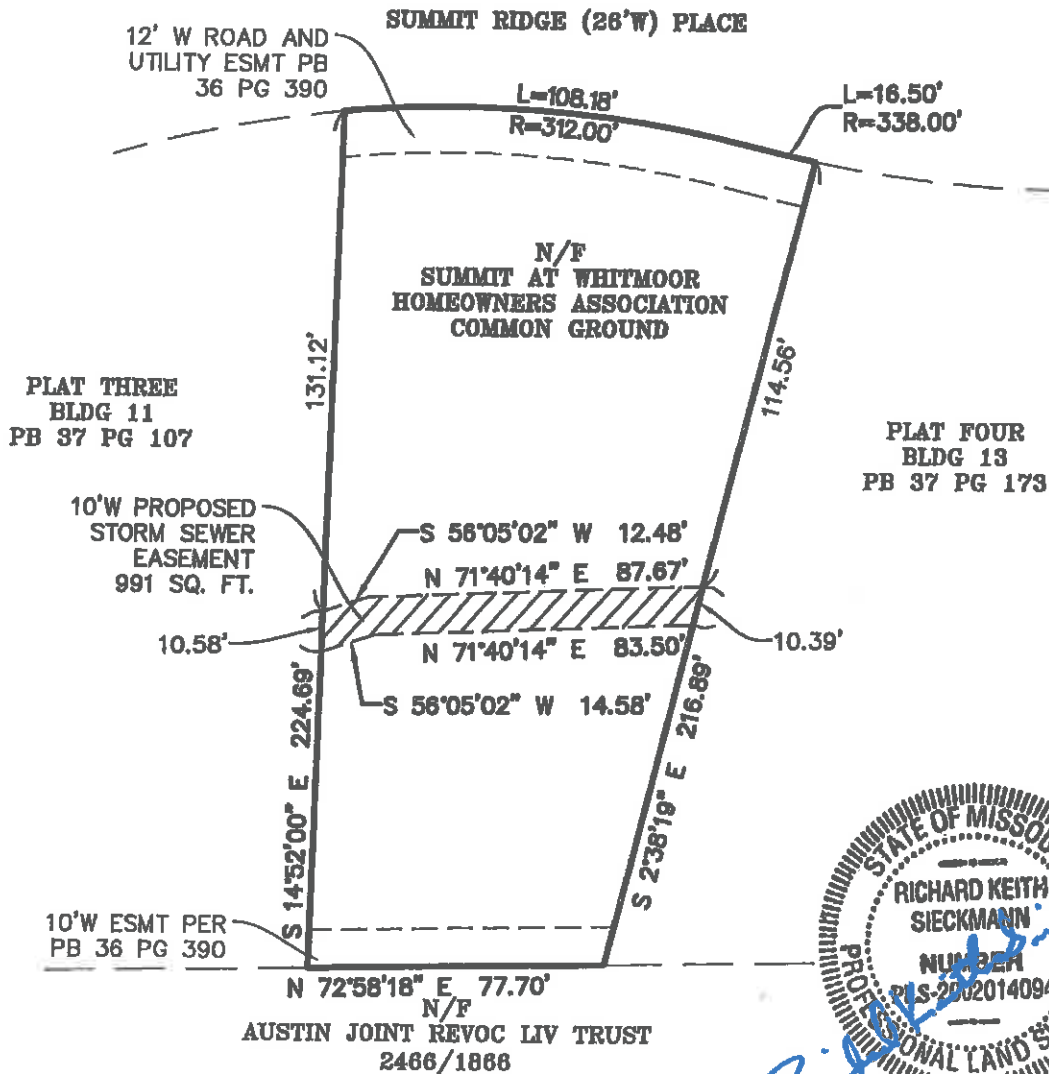 SUMMIT RIDGE (26'W) PLACE
12' W ROAD AND
UTILITY ESMT PB
36 PG 390
L=108.18'
R=312.00'
L=16.50'
R=338.00'
N/F
SUMMIT AT WHITMOOR
HOMEOWNERS ASSOCIATION
COMMON GROUND
131.12'
114.56'
PLAT THREE
BLDG 11
PB 37 PG 107
PLAT FOUR
BLDG 13
PB 37 PG 173
10'W PROPOSED
STORM SEWER
EASEMENT
991 SQ. FT.
S 56°05'02" W 12.48'
N 71°40'14" E 87.67'
10.58'
10.39'
N 71°40'14" E 83.50'
S 56°05'02" W 14.58'
S 14°52'00" E 224.69'
S 2°38'19" E 216.89'
10'W ESMT PER
PB 36 PG 390
N 72°58'18" E 77.70'
N/F
AUSTIN JOINT REVOC LIV TRUST
2466/1866
STATE OF MISSOU
RICHARD KEITH
SIECKMANN
NUMBER
PLS-2002014094
PROFESSIONAL LAND S